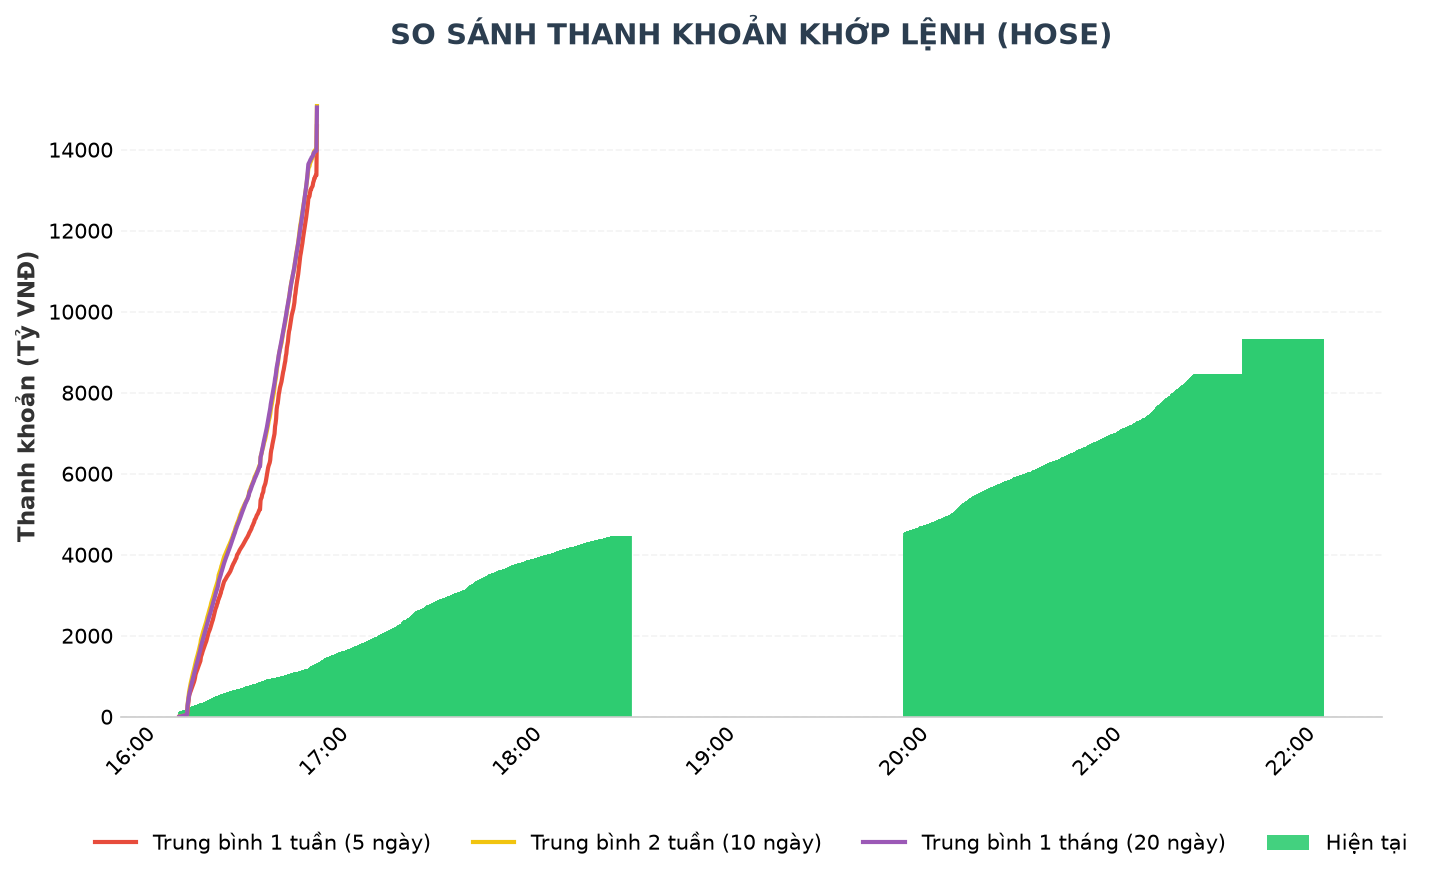 SO SÁNH THANH KHOẢN KHỚP LỆNH (HOSE)
Thanh khoản (Tỷ VNĐ)
14000
12000
10000
8000
6000
4000
2000
0
16:00
17:00
18:00
19:00
20:00
21:00
22:00
Trung bình 1 tuần (5 ngày)
Trung bình 2 tuần (10 ngày)
Trung bình 1 tháng (20 ngày)
Hiện tại